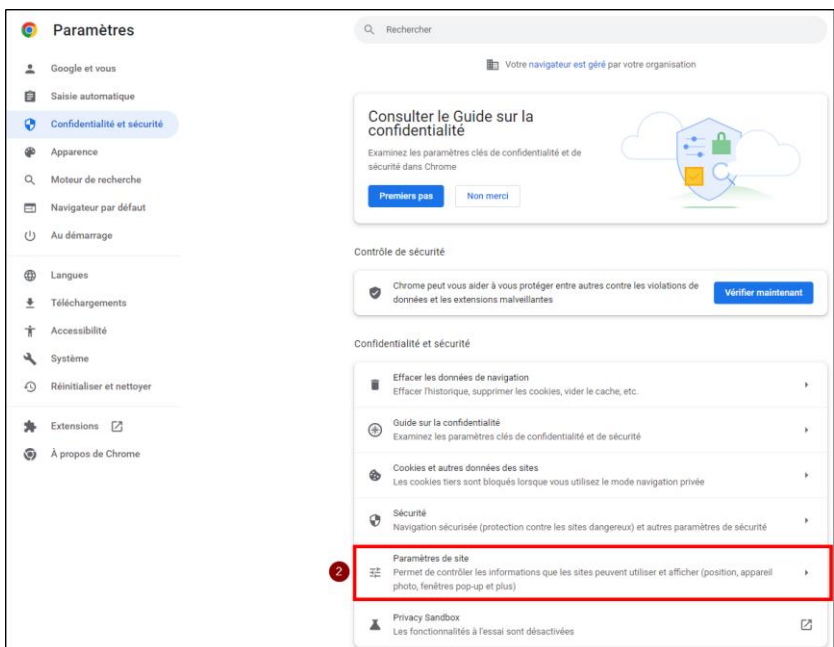 Paramètres
Rechercher
Google et vous
Saisie automatique
Confidentialité et sécurité
Apparence
Moteur de recherche
Navigateur par défaut
Au démarrage
Langues
Téléchargements
Accessibilité
Système
Réinitialiser et nettoyer
Extensions
À propos de Chrome
Votre navigateur est géré par votre organisation
Consulter le Guide sur la
confidentialité
Examinez les paramètres clés de confidentialité et de
sécurité dans Chrome
Premiers pas
Non merci
Contrôle de sécurité
Chrome peut vous aider à vous protéger entre autres contre les violations de
données et les extensions malveillantes
Vérifier maintenant
Confidentialité et sécurité
Effacer les données de navigation
Effacer l'historique, supprimer les cookies, vider le cache, etc.
Guide sur la confidentialité
Examinez les paramètres clés de confidentialité et de sécurité
Cookies et autres données des sites
Les cookies tiers sont bloqués lorsque vous utilisez le mode navigation privée
Sécurité
Navigation sécurisée (protection contre les sites dangereux) et autres paramètres de sécurité
2
Paramètres de site
Permet de contrôler les informations que les sites peuvent utiliser et afficher (position, appareil
photo, fenêtres pop-up et plus)
Privacy Sandbox
Les fonctionnalités à l'essai sont désactivées